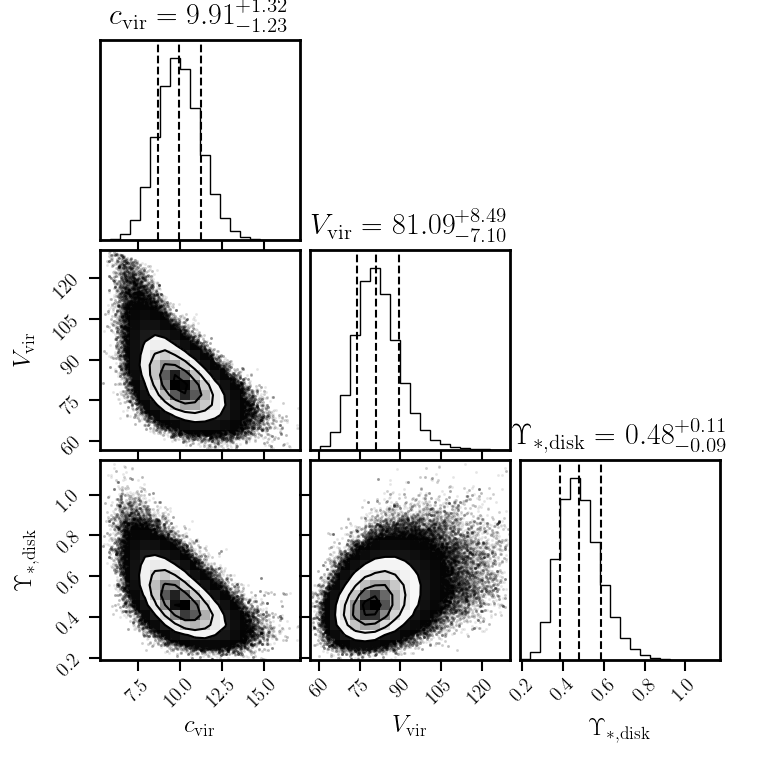 c_vir = 9.91^{+1.32}_{-1.23}
V_vir = 81.09^{+8.49}_{-7.10}
120
105
90
75
60
V_vir
ϒ_{*,disk} = 0.48^{+0.11}_{-0.09}
1.0
0.8
0.6
0.4
0.2
ϒ_{*,disk}
7.5 10.0 12.5 15.0
60 75 90 105 120
0.2 0.4 0.6 0.8 1.0
c_vir
V_vir
ϒ_{*,disk}